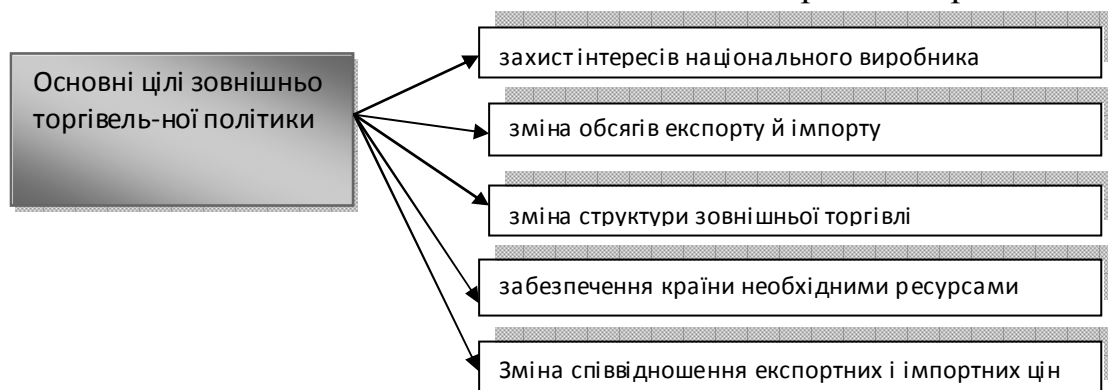 Основні цілі зовнішньо
торгівель-ної політики
захист інтересів національного виробника
зміна обсягів експорту й імпорту
зміна структури зовнішньої торгівлі
забезпечення країни необхідними ресурсами
Зміна співвідношення експортних і імпортних цін